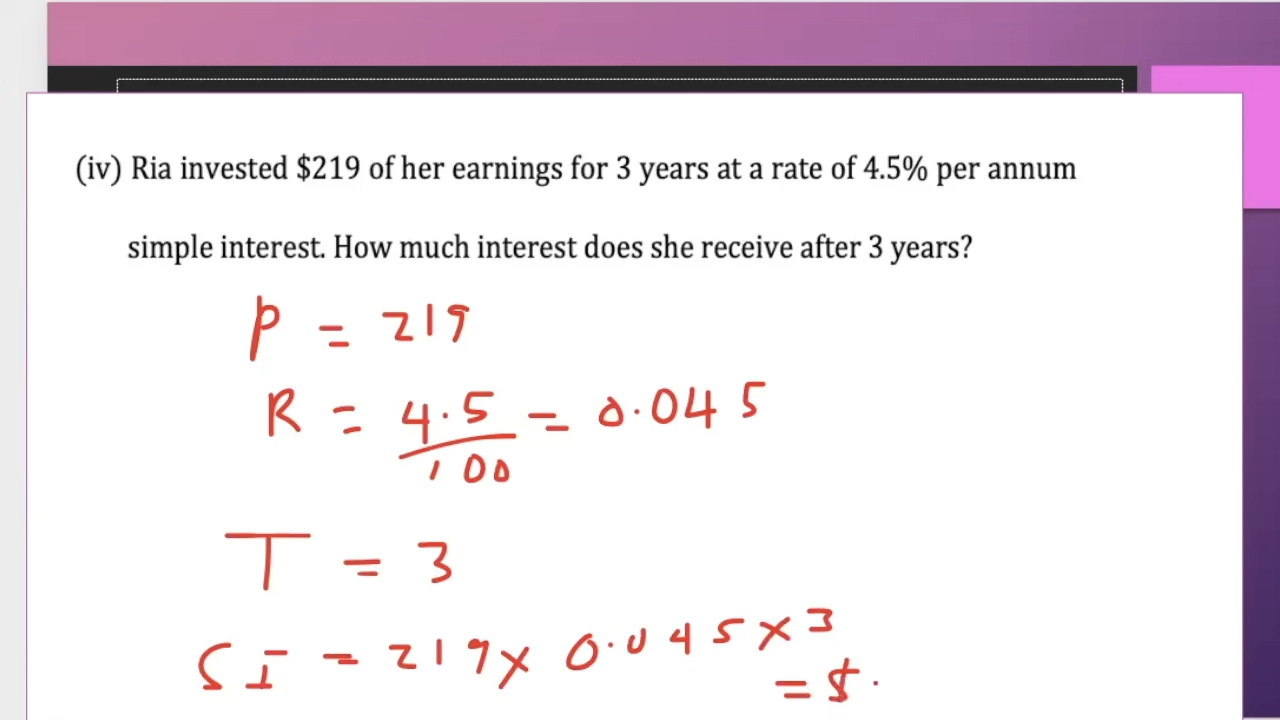 (iv) Ria invested $219 of her earnings for 3 years at a rate of 4.5% per annum
simple interest. How much interest does she receive after 3 years?
P = 219
R = 4.5/100 = 0.045
T = 3
SI = 219 x 0.045 x 3
= $.